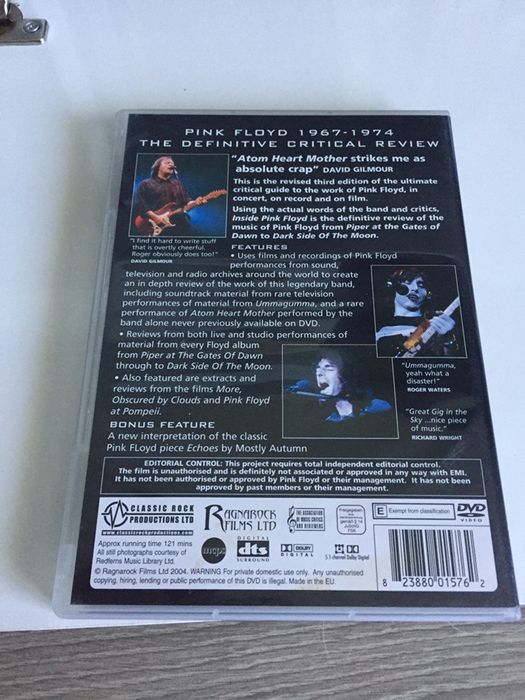 PINK FLOYD 1967-1974
THE DEFINITIVE CRITICAL REVIEW
"Atom Heart Mother strikes me as
absolute crap" DAVID GILMOUR
This is the revised third edition of the ultimate
critical guide to the work of Pink Floyd, in
concert, on record and on film.
Using the actual words of the band and critics,
Inside Pink Floyd is the definitive review of the
music of Pink Floyd from Piper at the Gates of
Dawn to Dark Side Of The Moon.
"I find it hard to write stuff
that is overtly cheerful.
Roger obviously does too!"
DAVID GILMOUR
FEATURES
• Uses films and recordings of Pink Floyd
performances from sound,
television and radio archives around the world to create
an in depth review of the work of this legendary band,
including soundtrack material from rare television
performances of material from Ummagumma, and a rare
performance of Atom Heart Mother performed by the
band alone never previously available on DVD.
• Reviews from both live and studio performances of
material from every Floyd album
from Piper at The Gates Of Dawn
through to Dark Side Of The Moon.
• Also featured are extracts and
reviews from the films More,
Obscured by Clouds and Pink Floyd
at Pompeii.
"Ummagumma,
yeah what a
disaster!"
ROGER WATERS
"Great Gig in the
Sky ...nice piece
of music."
RICHARD WRIGHT
BONUS FEATURE
A new interpretation of the classic
Pink FLoyd piece Echoes by Mostly Autumn
EDITORIAL CONTROL: This project requires total independent editorial control.
The film is unauthorised and is definitely not associated or approved in any way with EMI.
It has not been authorised or approved by Pink Floyd or their management. It has not been
approved by past members or their management.
CLASSIC ROCK
PRODUCTIONS LTD
www.classicrockproductions.com
RAGNAROCK
FILMS LTD
THE ASSOCIATION
OF MUSIC CRITICS
AND REVIEWERS
Freigegeben
gemäß § 14
JuSchG
FSK
E Exempt from classification
DVD
VIDEO
Approx running time 121 mins
All still photographs courtesy of
Redferns Music Library Ltd.
mcps
DIGITAL
dts
SURROUND
DOLBY
DIGITAL
5.1-channel Dolby Digital
© Ragnarock Films Ltd 2004. WARNING For private domestic use only. Any unauthorised
copying, hiring, lending or public performance of this DVD is illegal. Made in the EU.
8 23880 01576 2